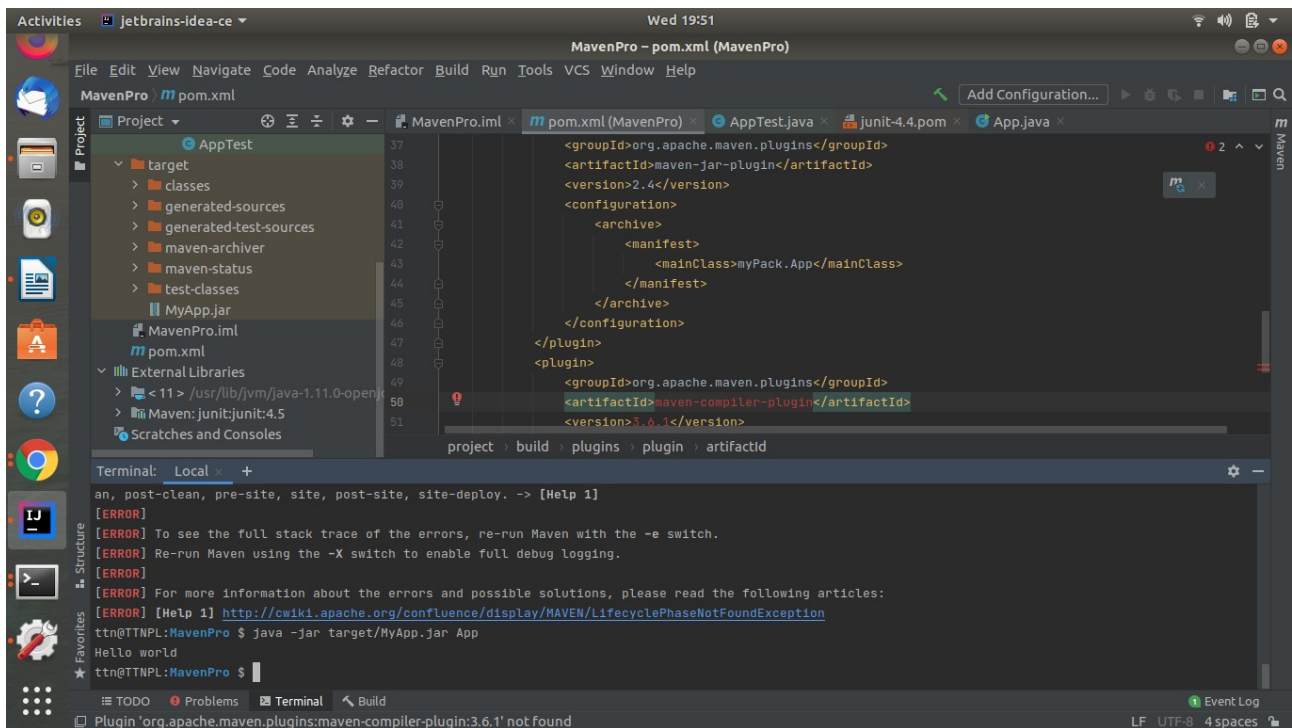 Activities jetbrains-idea-ce Wed 19:51
MavenPro – pom.xml (MavenPro)
File Edit View Navigate Code Analyze Refactor Build Run Tools VCS Window Help
MavenPro m pom.xml Add Configuration...
Project MavenPro.iml pom.xml (MavenPro) AppTest.java junit-4.4.pom App.java
Project
Maven
AppTest
target
classes
generated-sources
generated-test-sources
maven-archiver
maven-status
test-classes
MyApp.jar
MavenPro.iml
m pom.xml
External Libraries
< 11 > /usr/lib/jvm/java-1.11.0-openj
Maven: junit:junit:4.5
Scratches and Consoles
2
37 <groupId>org.apache.maven.plugins</groupId>
38 <artifactId>maven-jar-plugin</artifactId>
39 <version>2.4</version>
40 <configuration>
41 <archive>
42 <manifest>
43 <mainClass>myPack.App</mainClass>
44 </manifest>
45 </archive>
46 </configuration>
47 </plugin>
48 <plugin>
49 <groupId>org.apache.maven.plugins</groupId>
50 <artifactId>maven-compiler-plugin</artifactId>
51 <version>3.6.1</version>
project › build › plugins › plugin › artifactId
Terminal: Local × +
an, post-clean, pre-site, site, post-site, site-deploy. -> [Help 1]
[ERROR]
[ERROR] To see the full stack trace of the errors, re-run Maven with the -e switch.
[ERROR] Re-run Maven using the -X switch to enable full debug logging.
[ERROR]
[ERROR] For more information about the errors and possible solutions, please read the following articles:
[ERROR] [Help 1] http://cwiki.apache.org/confluence/display/MAVEN/LifecyclePhaseNotFoundException
ttn@TTNPL:MavenPro $ java -jar target/MyApp.jar App
Hello world
ttn@TTNPL:MavenPro $
Structure
Favorites
TODO Problems Terminal Build 1 Event Log
Plugin 'org.apache.maven.plugins:maven-compiler-plugin:3.6.1' not found LF UTF-8 4 spaces